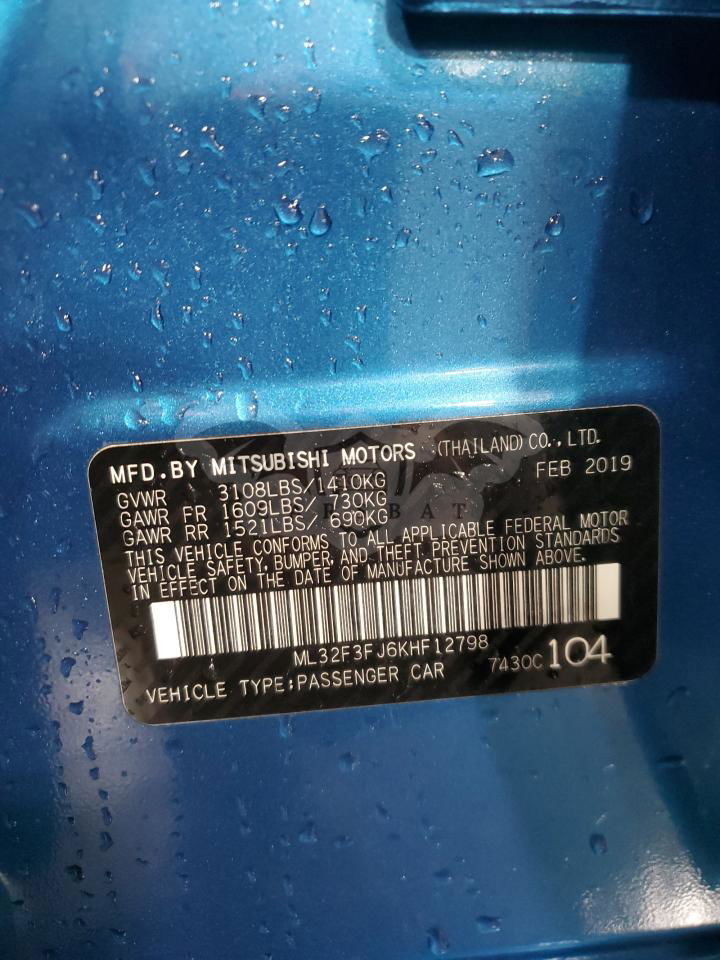 MFD.BY MITSUBISHI MOTORS (THAILAND) CO., LTD.
FEB 2019
GVWR 3108LBS/1410KG
GAWR FR 1609LBS/ 730KG
GAWR RR 1521LBS/ 690KG
THIS VEHICLE CONFORMS TO ALL APPLICABLE FEDERAL MOTOR
VEHICLE SAFETY, BUMPER, AND THEFT PREVENTION STANDARDS
IN EFFECT ON THE DATE OF MANUFACTURE SHOWN ABOVE.
ML32F3FJ6KHF12798
7430C 104
VEHICLE TYPE:PASSENGER CAR